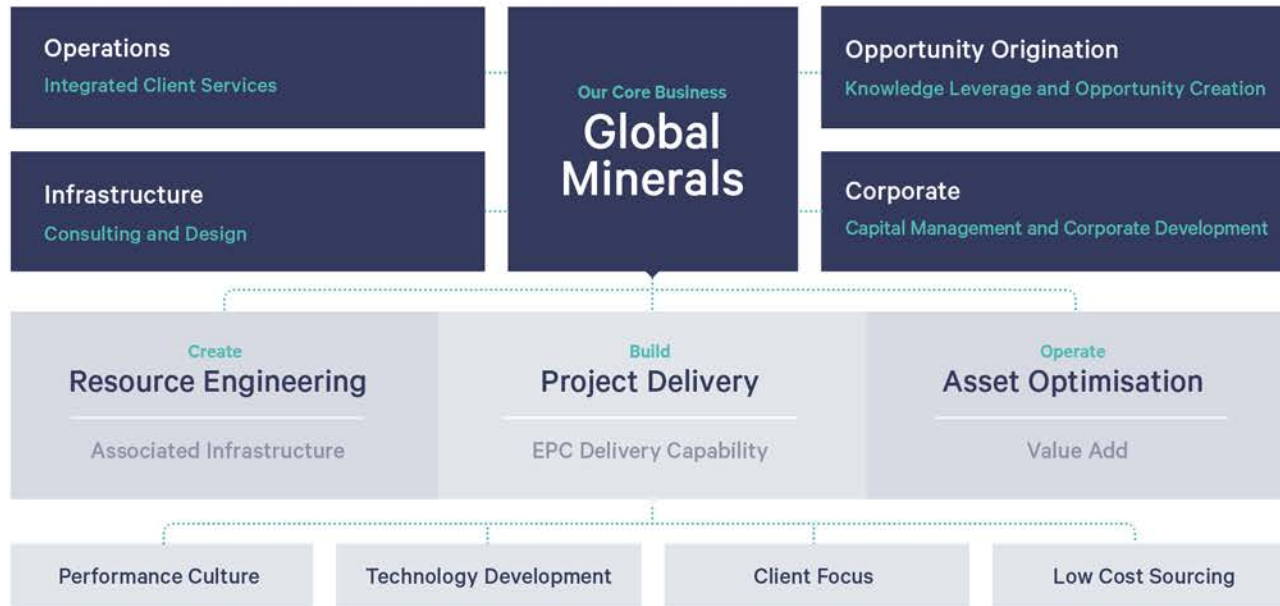 Operations
Integrated Client Services
Infrastructure
Consulting and Design
Our Core Business
Global
Minerals
Opportunity Origination
Knowledge Leverage and Opportunity Creation
Corporate
Capital Management and Corporate Development
Create
Resource Engineering
Associated Infrastructure
Build
Project Delivery
EPC Delivery Capability
Operate
Asset Optimisation
Value Add
Performance Culture
Technology Development
Client Focus
Low Cost Sourcing